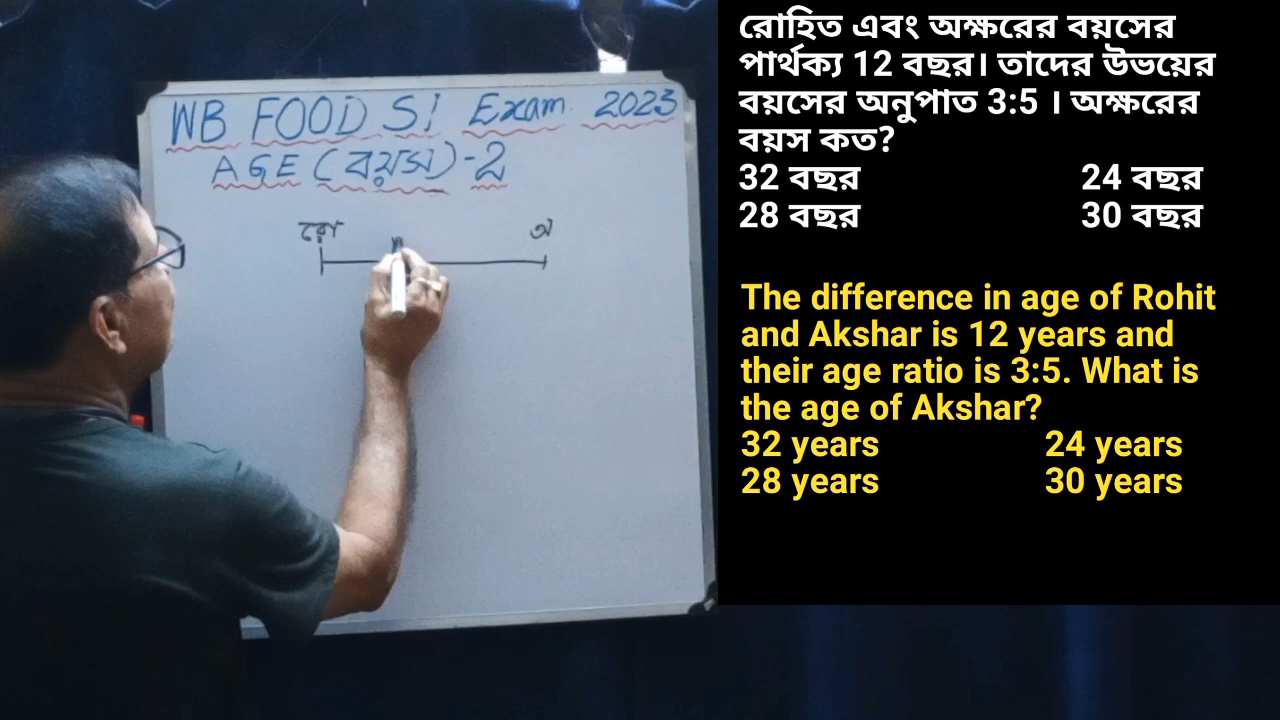 WB FOOD SI Exam. 2023
AGE (বয়স)-2
রো অ
রোহিত এবং অক্ষরের বয়সের
পার্থক্য 12 বছর। তাদের উভয়ের
বয়সের অনুপাত 3:5 । অক্ষরের
বয়স কত?
32 বছর 24 বছর
28 বছর 30 বছর
The difference in age of Rohit
and Akshar is 12 years and
their age ratio is 3:5. What is
the age of Akshar?
32 years 24 years
28 years 30 years